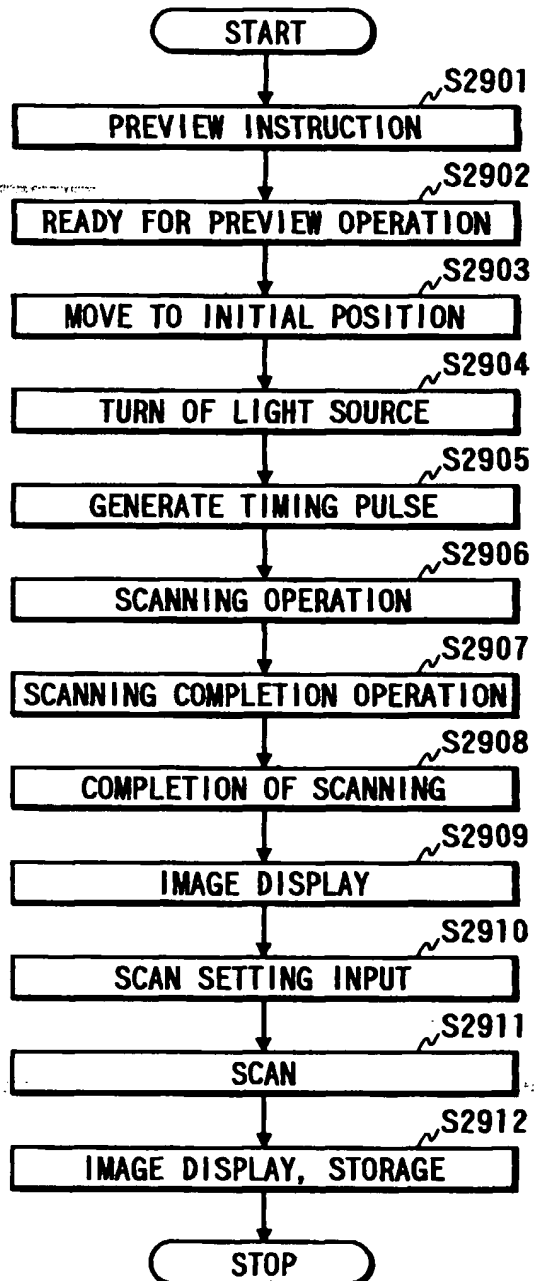 START
S2901
PREVIEW INSTRUCTION
S2902
READY FOR PREVIEW OPERATION
S2903
MOVE TO INITIAL POSITION
S2904
TURN OF LIGHT SOURCE
S2905
GENERATE TIMING PULSE
S2906
SCANNING OPERATION
S2907
SCANNING COMPLETION OPERATION
S2908
COMPLETION OF SCANNING
S2909
IMAGE DISPLAY
S2910
SCAN SETTING INPUT
S2911
SCAN
S2912
IMAGE DISPLAY, STORAGE
STOP